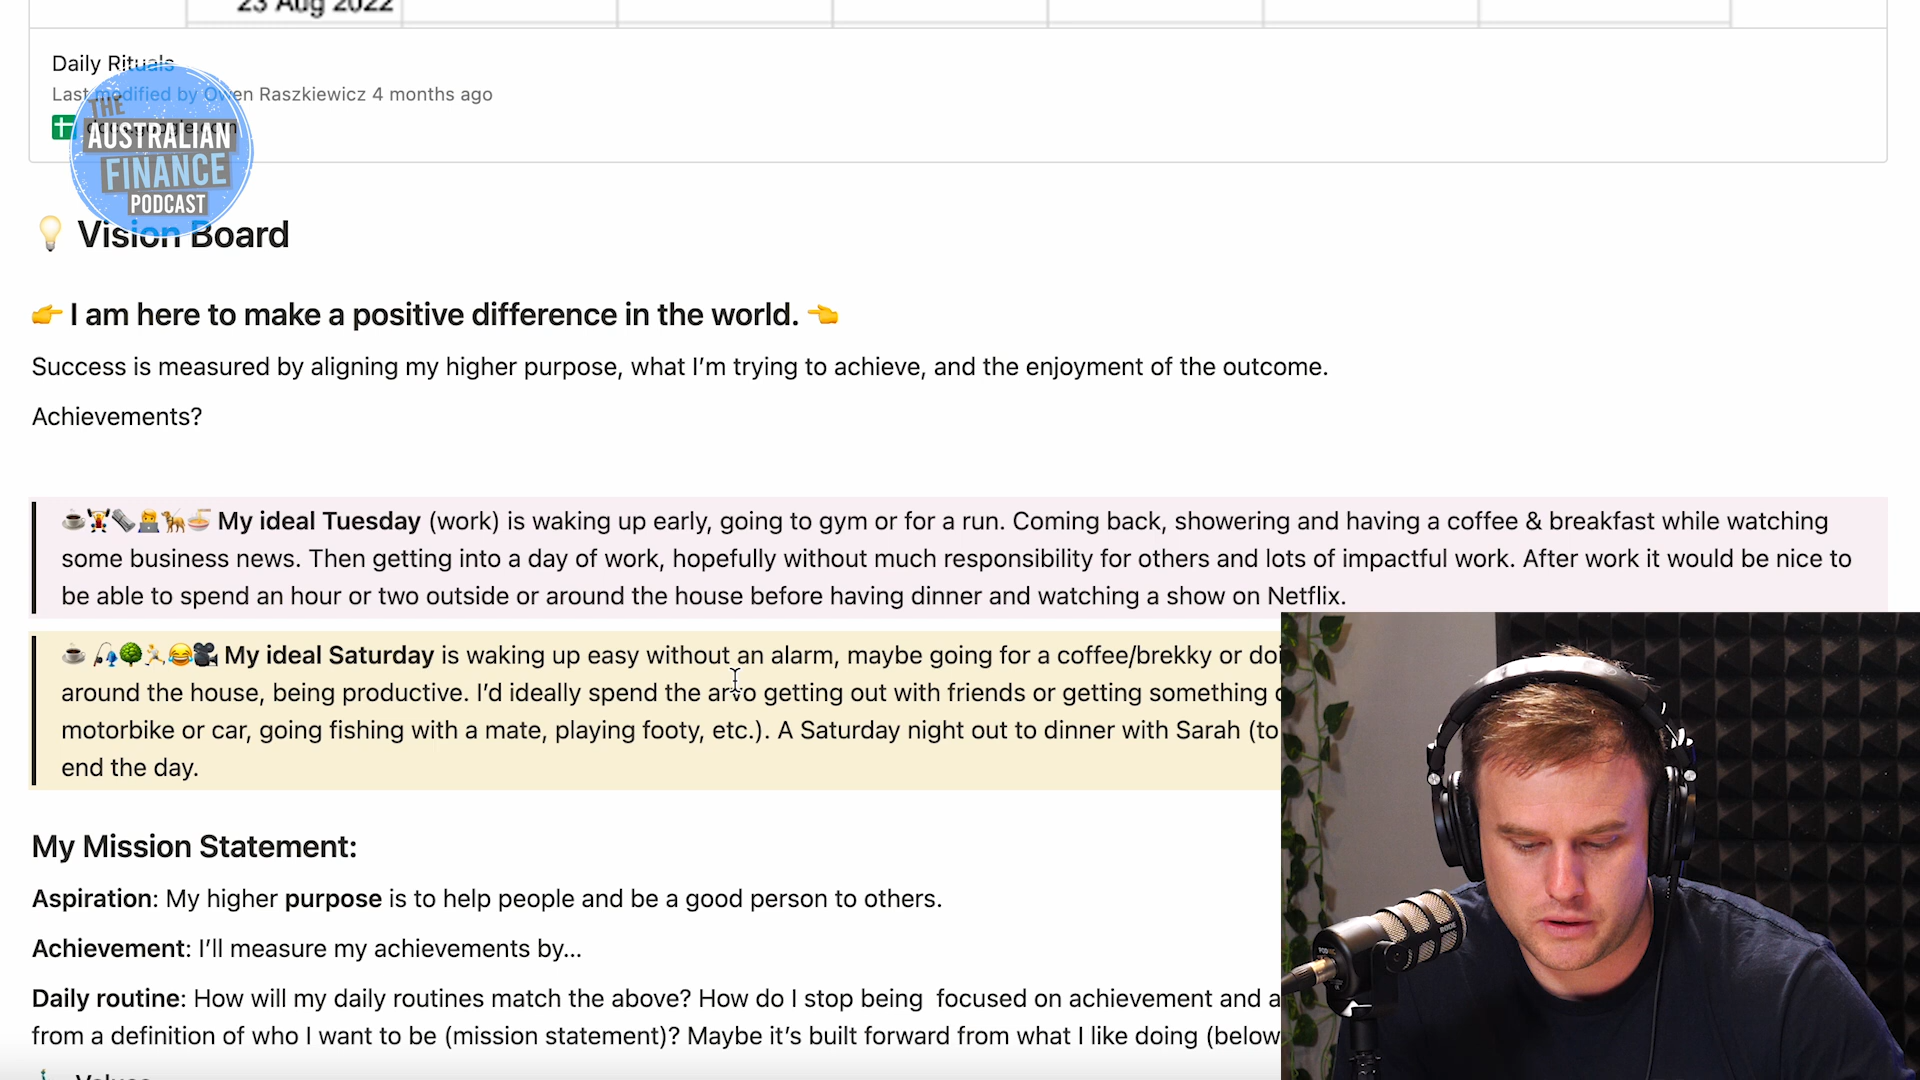 23 Aug 2022
Daily Rituals
Last modified by Owen Raszkiewicz 4 months ago
docs.google.com
THE
AUSTRALIAN
FINANCE
PODCAST
Vision Board
I am here to make a positive difference in the world.
Success is measured by aligning my higher purpose, what I’m trying to achieve, and the enjoyment of the outcome.
Achievements?
My ideal Tuesday (work) is waking up early, going to gym or for a run. Coming back, showering and having a coffee & breakfast while watching
some business news. Then getting into a day of work, hopefully without much responsibility for others and lots of impactful work. After work it would be nice to
be able to spend an hour or two outside or around the house before having dinner and watching a show on Netflix.
My ideal Saturday is waking up easy without an alarm, maybe going for a coffee/brekky or doi
around the house, being productive. I’d ideally spend the arvo getting out with friends or getting something
motorbike or car, going fishing with a mate, playing footy, etc.). A Saturday night out to dinner with Sarah (to
end the day.
My Mission Statement:
Aspiration: My higher purpose is to help people and be a good person to others.
Achievement: I’ll measure my achievements by...
Daily routine: How will my daily routines match the above? How do I stop being focused on achievement and a
from a definition of who I want to be (mission statement)? Maybe it’s built forward from what I like doing (below
Values
RODE